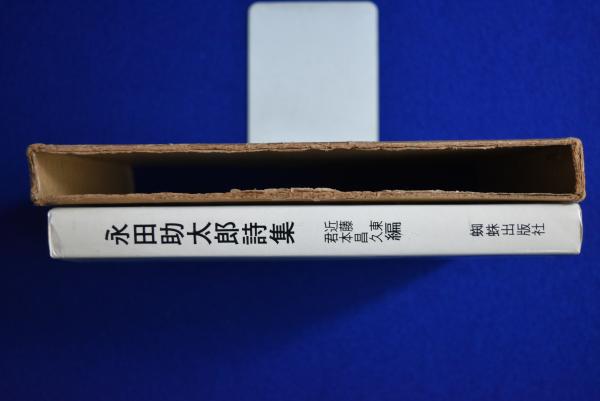 永田助太郎詩集
近藤東
君本昌久
編
蜘蛛出版社